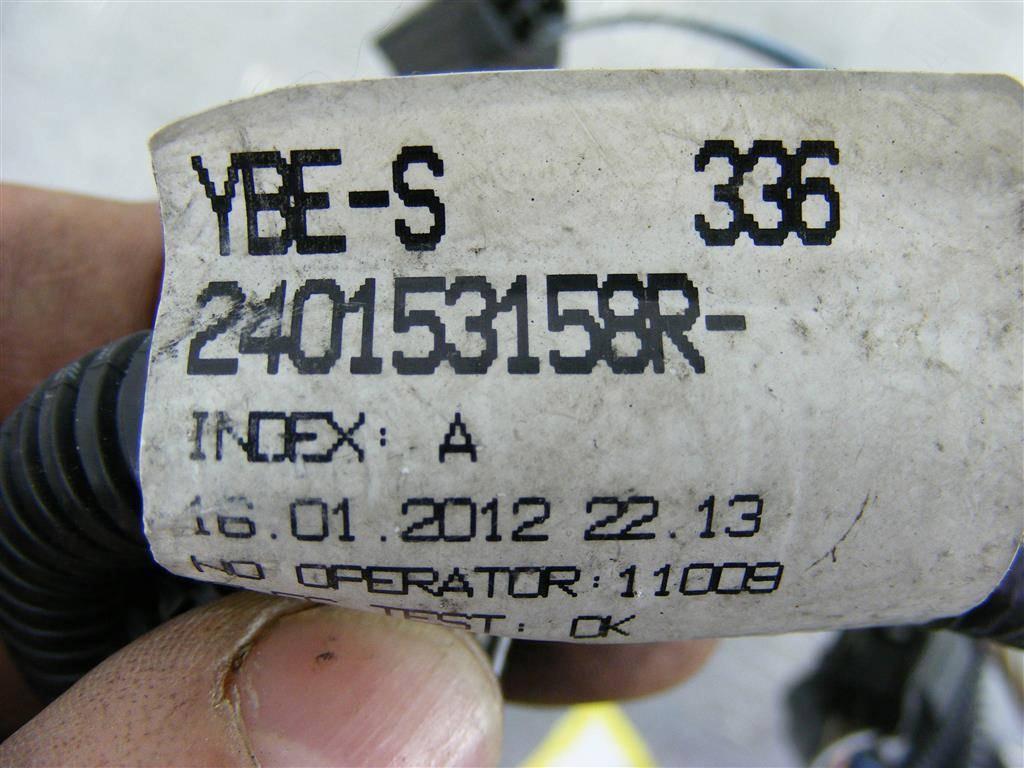 YBE-S 336
240153158R-
INDEX: A
16.01.2012 22.13
NO OPERATOR:11009
TEST: OK